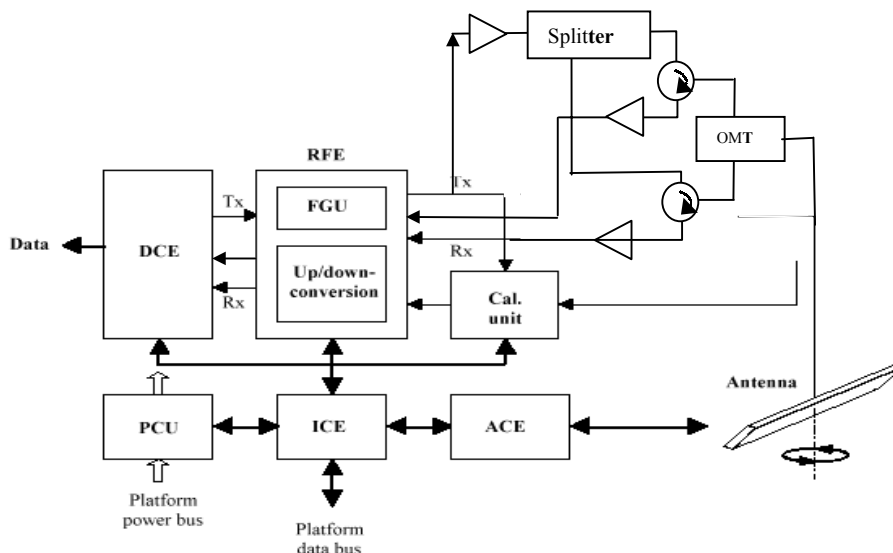 Splitter
OMT
RFE
Tx
Tx
FGU
Data
DCE
Rx
Up/down-
conversion
Rx
Cal.
unit
Antenna
PCU
ICE
ACE
Platform
power bus
Platform
data bus